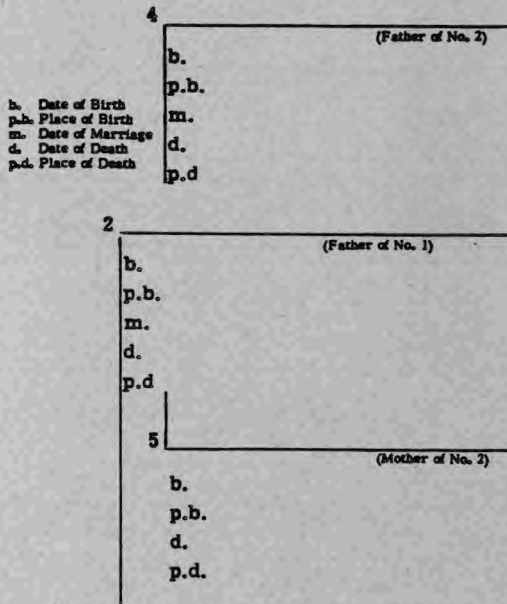 4
(Father of No. 2)
b.
p.b.
b. Date of Birth
p.b. Place of Birth
m. Date of Marriage
d. Date of Death
p.d. Place of Death
m.
d.
p.d
2
(Father of No. 1)
b.
p.b.
m.
d.
p.d
5
(Mother of No. 2)
b.
p.b.
d.
p.d.